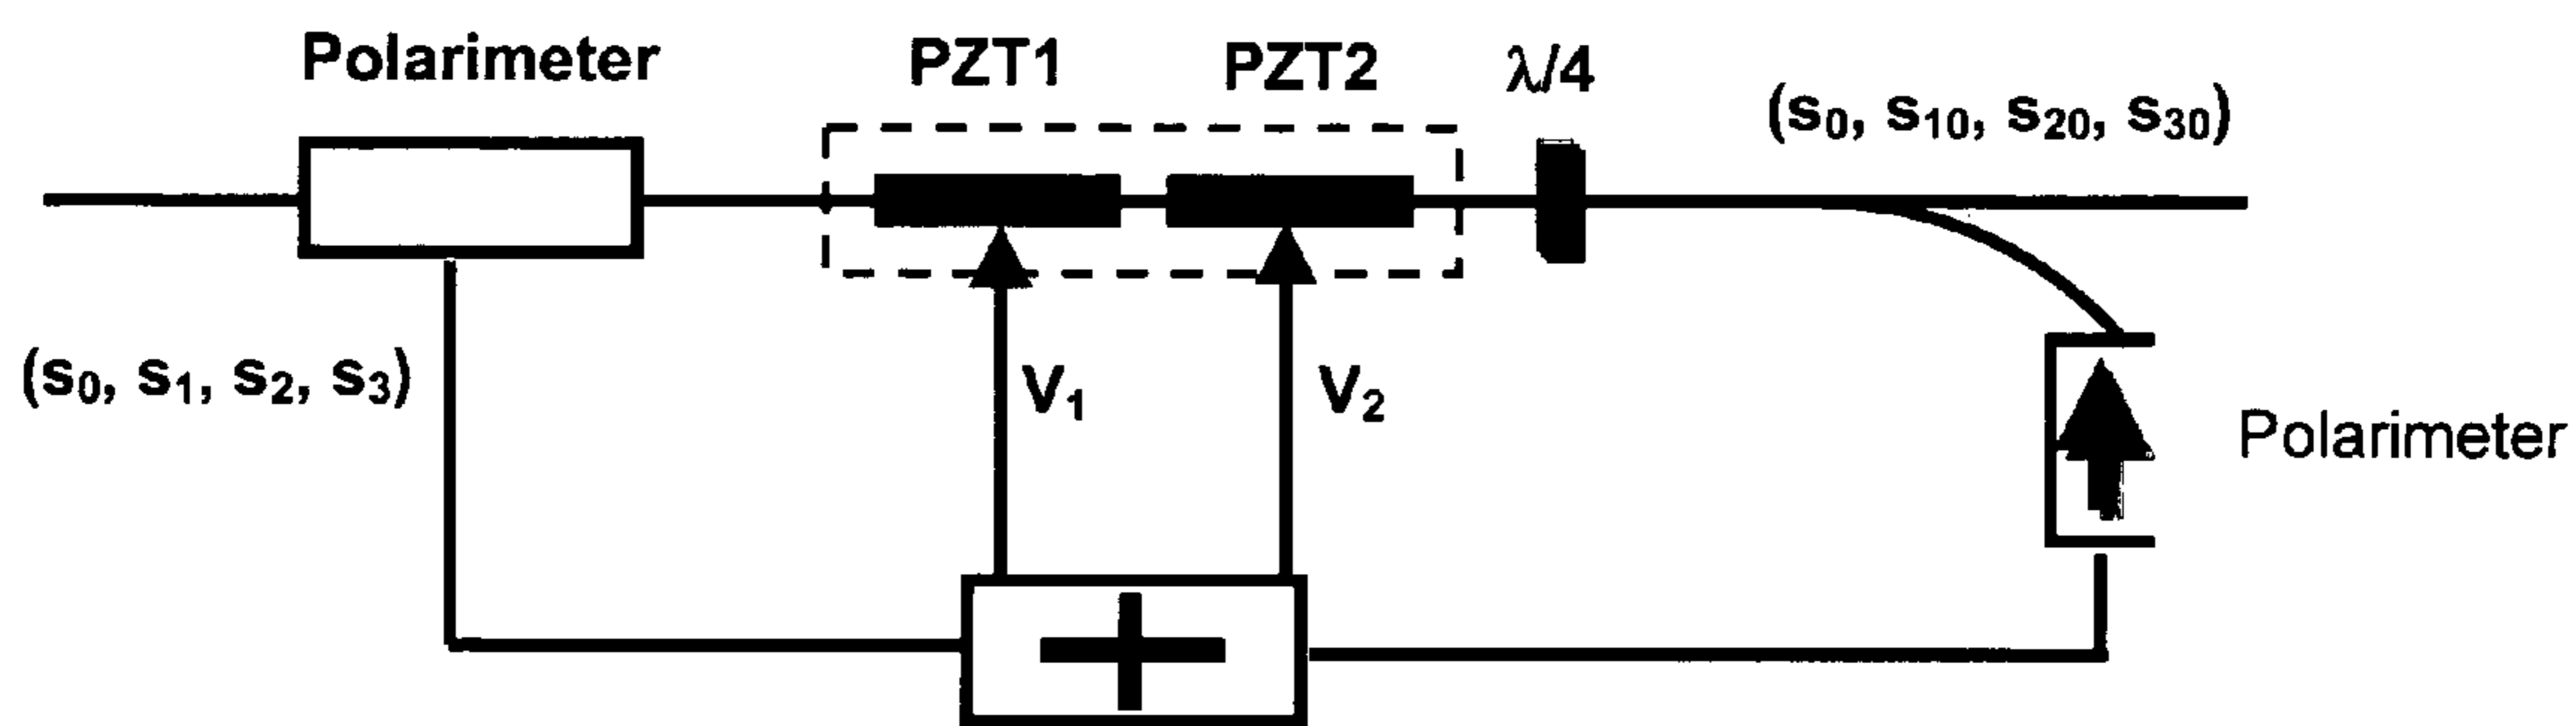 Polarimeter
PZT1
PZT2
λ/4
(s₀, s₁₀, s₂₀, s₃₀)
(s₀, s₁, s₂, s₃)
V₁
V₂
Polarimeter
+